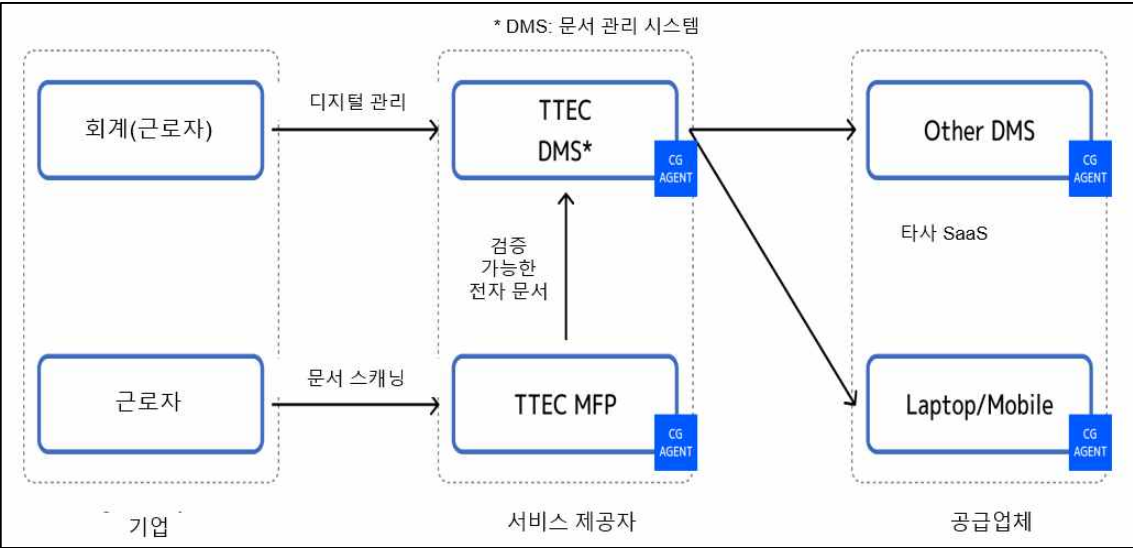 * DMS: 문서 관리 시스템
회계(근로자)
디지털 관리
TTEC
DMS*
CG
AGENT
Other DMS
CG
AGENT
타사 SaaS
검증
가능한
전자 문서
근로자
문서 스캐닝
TTEC MFP
CG
AGENT
Laptop/Mobile
CG
AGENT
기업
서비스 제공자
공급업체